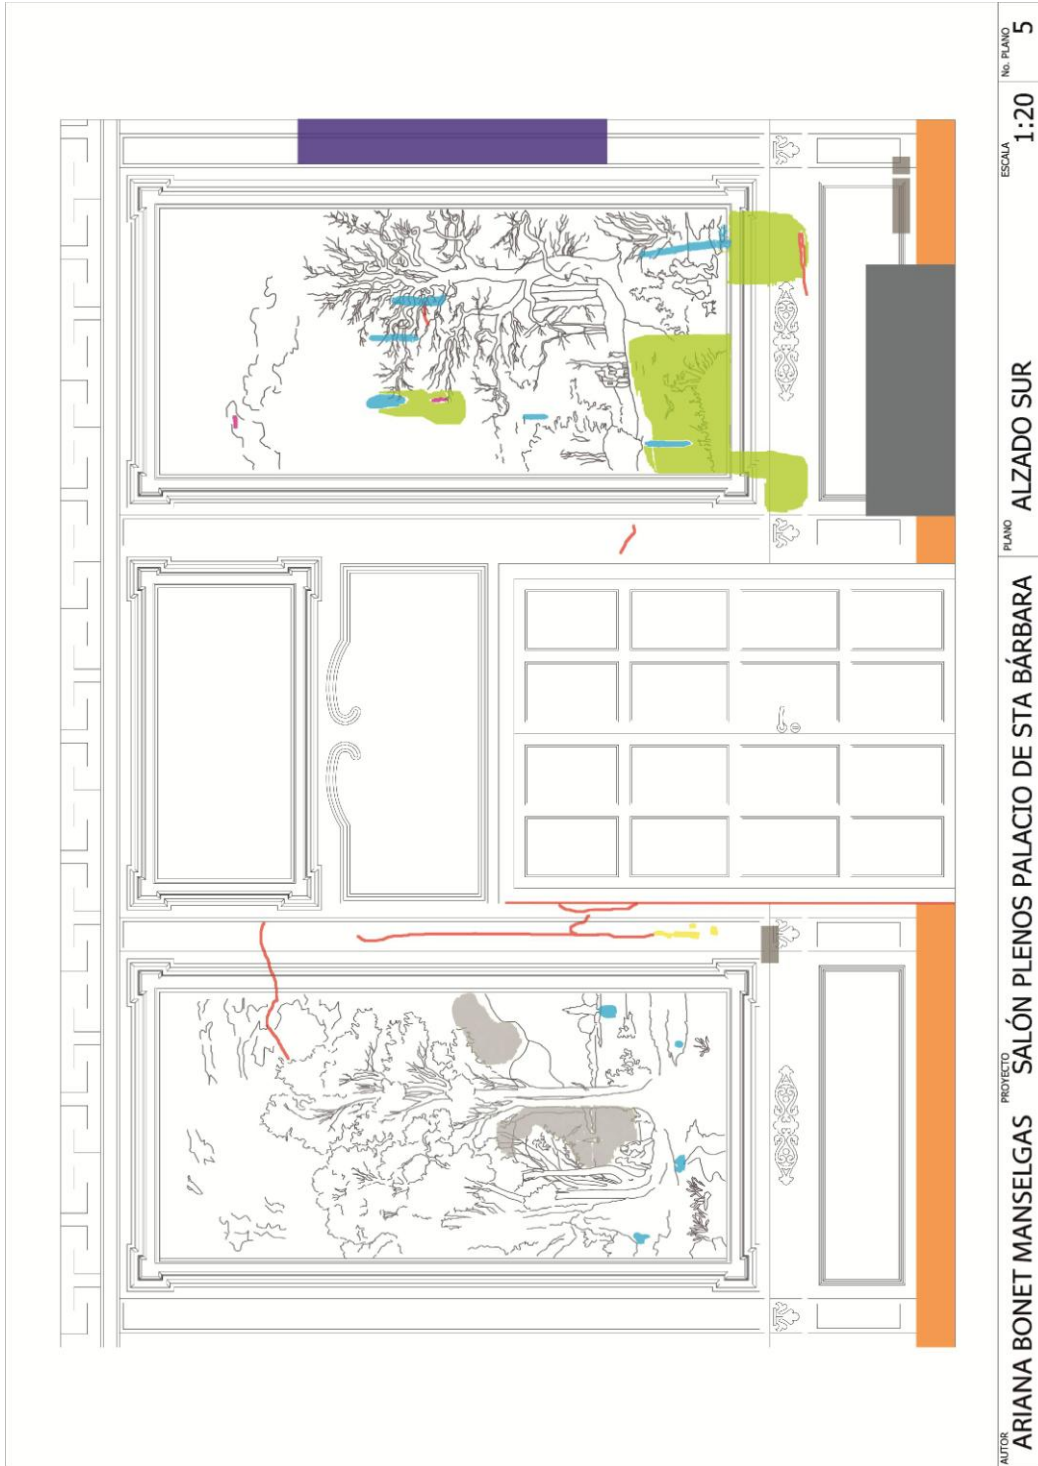 AUTOR
ARIANA BONET MANSELGAS
PROYECTO
SALÓN PLENOS PALACIO DE STA BÁRBARA
PLANO
ALZADO SUR
ESCALA
1:20
No. PLANO
5